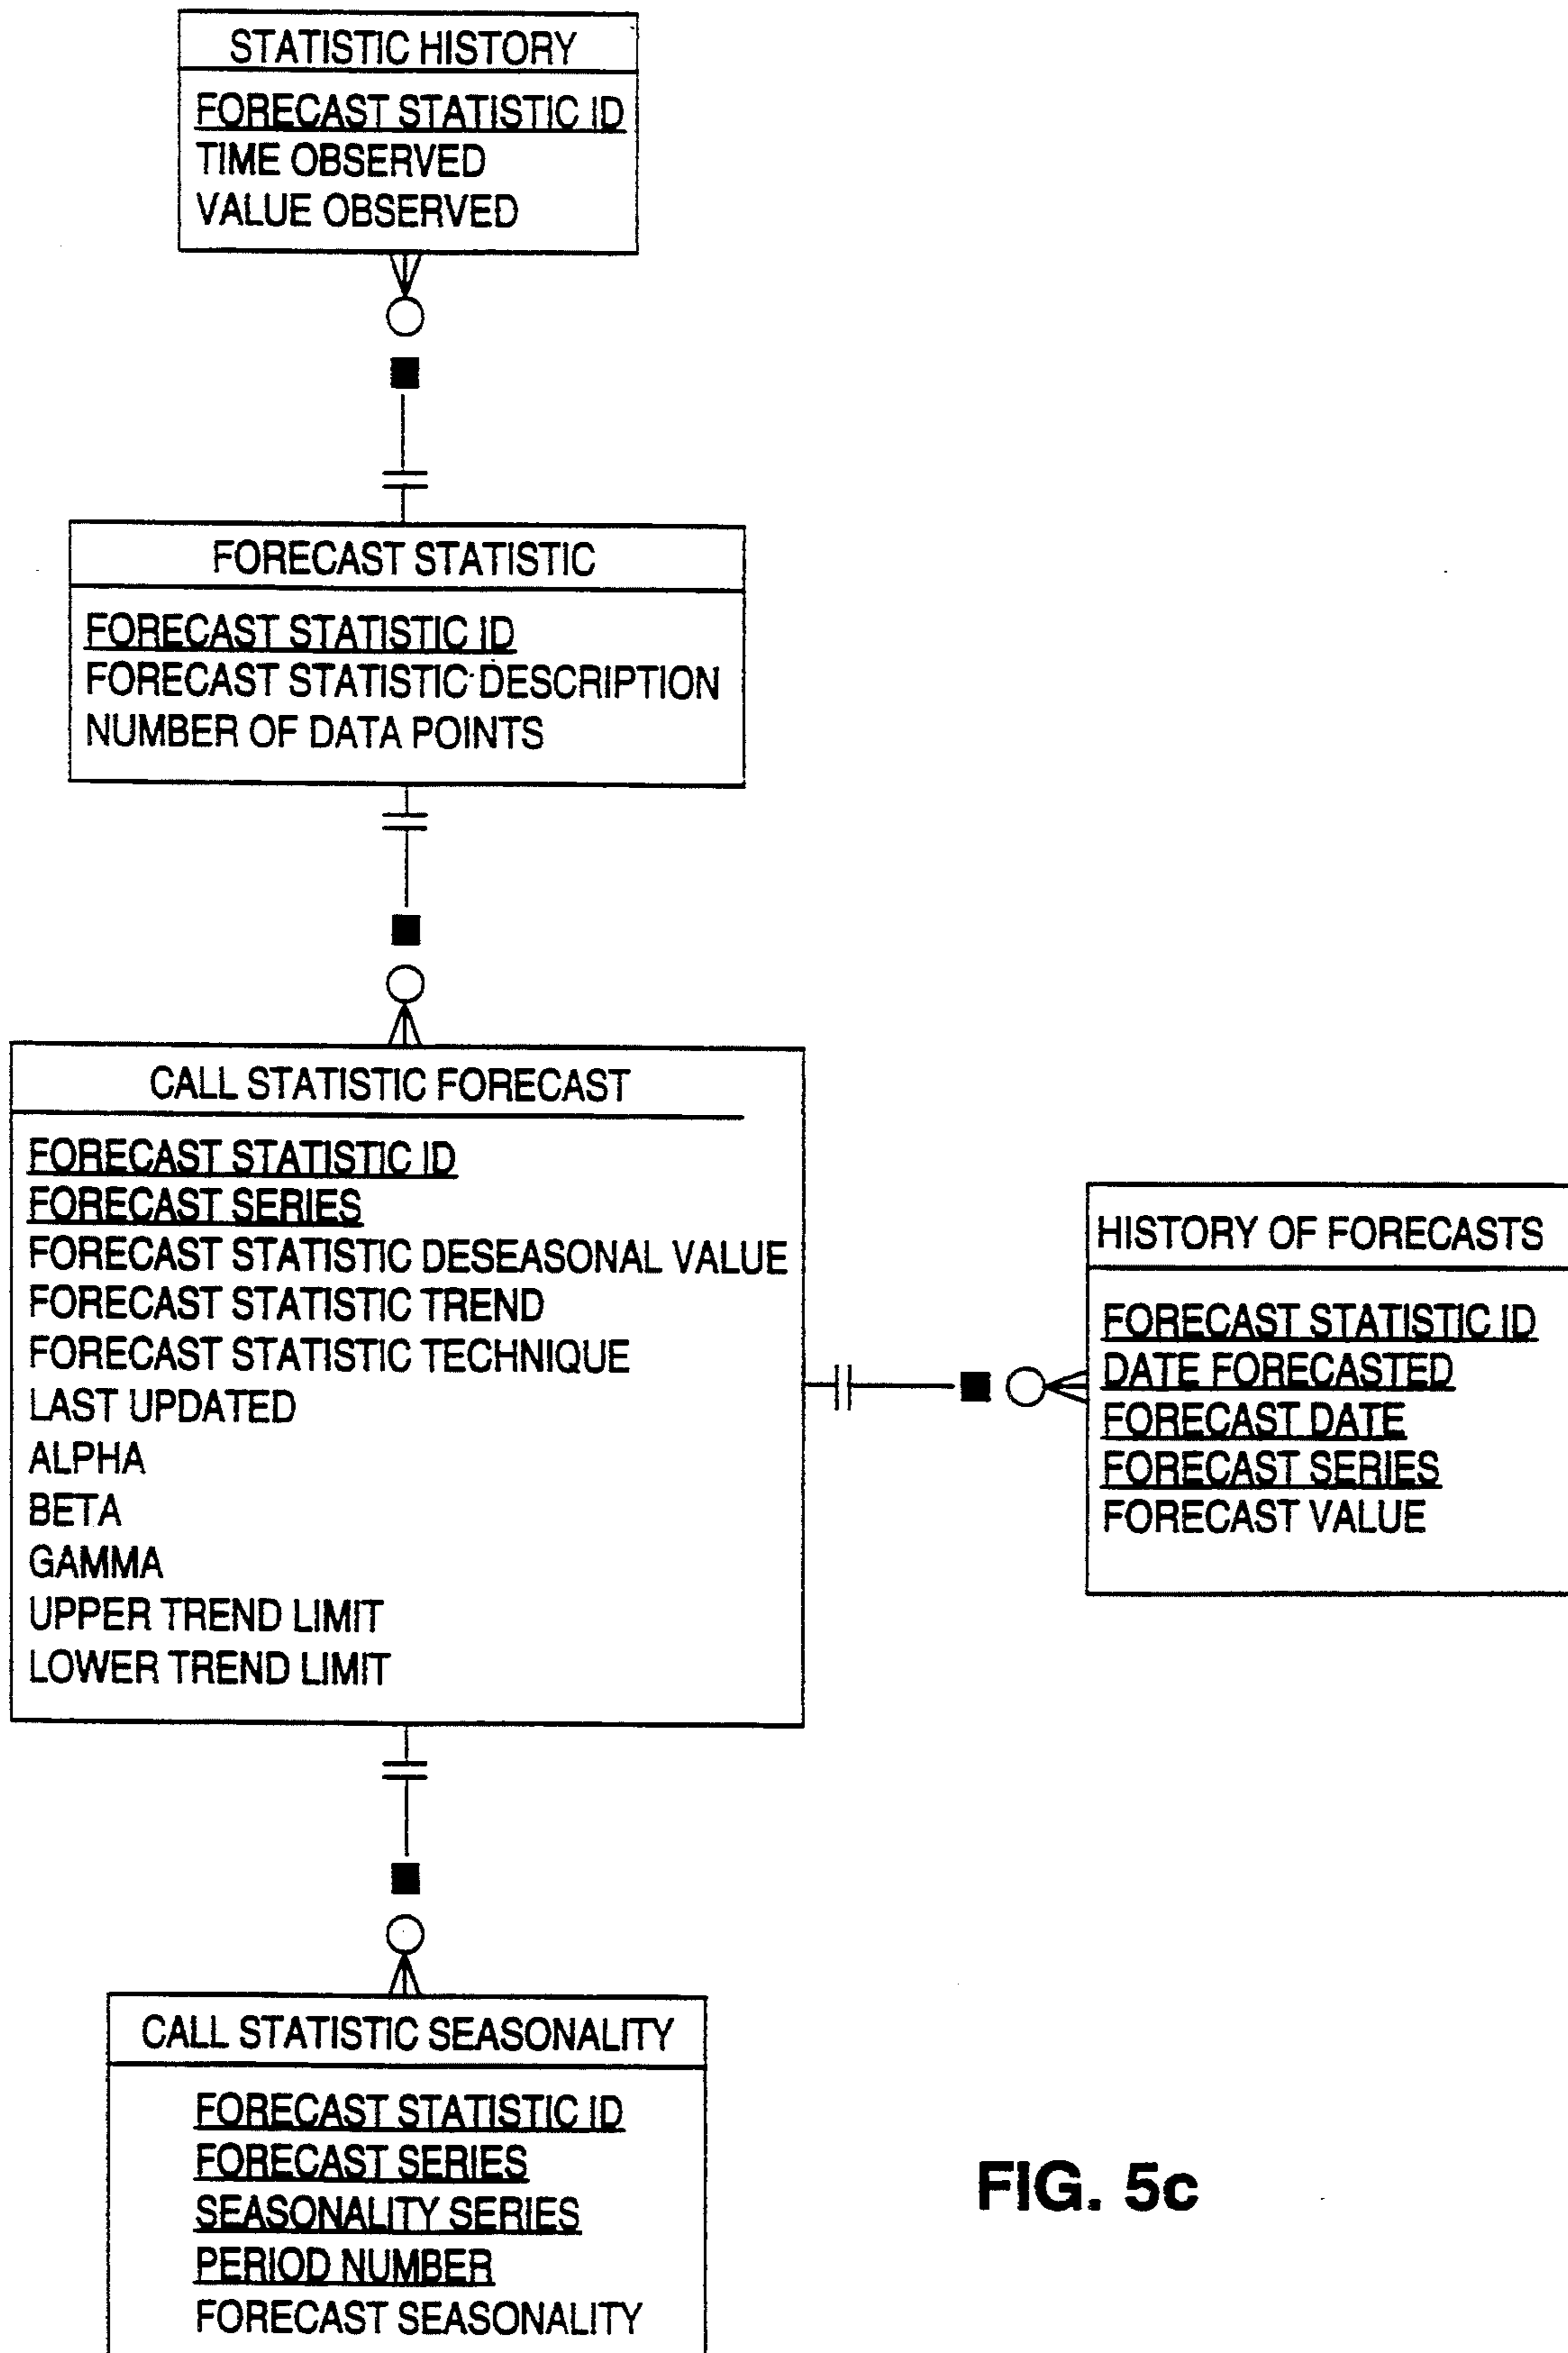 STATISTIC HISTORY
FORECAST STATISTIC ID
TIME OBSERVED
VALUE OBSERVED
FORECAST STATISTIC
FORECAST STATISTIC ID
FORECAST STATISTIC DESCRIPTION
NUMBER OF DATA POINTS
CALL STATISTIC FORECAST
FORECAST STATISTIC ID
FORECAST SERIES
FORECAST STATISTIC DESEASONAL VALUE
FORECAST STATISTIC TREND
FORECAST STATISTIC TECHNIQUE
LAST UPDATED
ALPHA
BETA
GAMMA
UPPER TREND LIMIT
LOWER TREND LIMIT
HISTORY OF FORECASTS
FORECAST STATISTIC ID
DATE FORECASTED
FORECAST DATE
FORECAST SERIES
FORECAST VALUE
CALL STATISTIC SEASONALITY
FORECAST STATISTIC ID
FORECAST SERIES
SEASONALITY SERIES
PERIOD NUMBER
FORECAST SEASONALITY
FIG. 5c